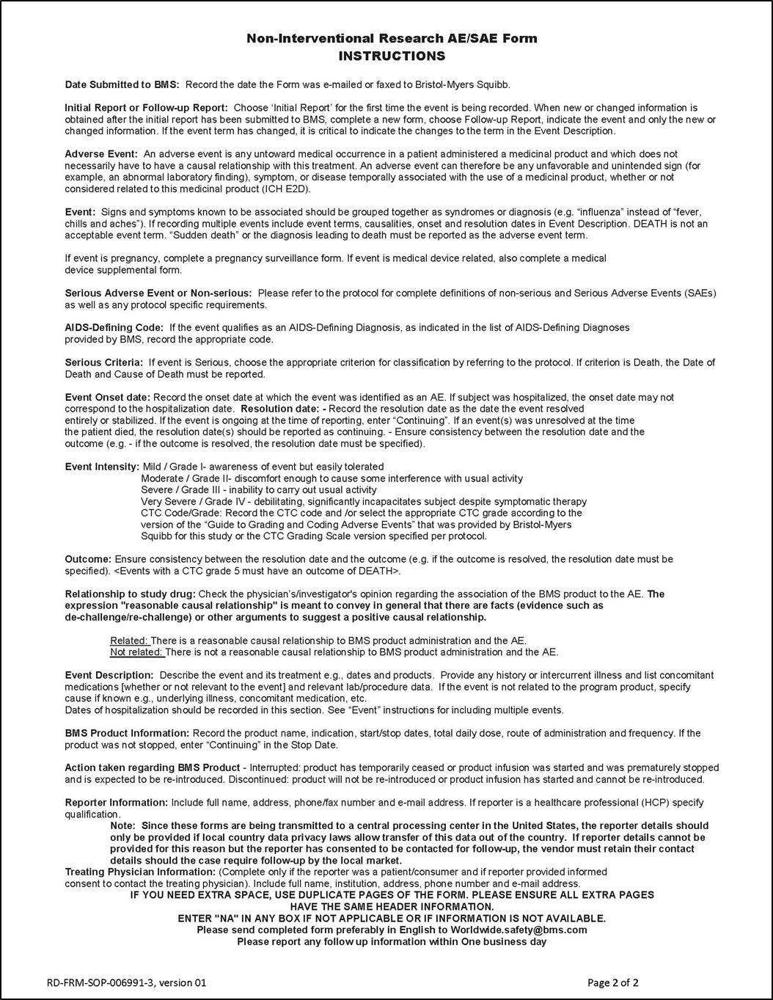 Non-Interventional Research AE/SAE Form
INSTRUCTIONS
Date Submitted to BMS: Record the date the Form was e-mailed or faxed to Bristol-Myers Squibb.
Initial Report or Follow-up Report: Choose ‘Initial Report’ for the first time the event is being recorded. When new or changed information is
obtained after the initial report has been submitted to BMS, complete a new form, choose Follow-up Report, indicate the event and only the new or
changed information. If the event term has changed, it is critical to indicate the changes to the term in the Event Description.
Adverse Event: An adverse event is any untoward medical occurrence in a patient administered a medicinal product and which does not
necessarily have to have a causal relationship with this treatment. An adverse event can therefore be any unfavorable and unintended sign (for
example, an abnormal laboratory finding), symptom, or disease temporally associated with the use of a medicinal product, whether or not
considered related to this medicinal product (ICH E2D).
Event: Signs and symptoms known to be associated should be grouped together as syndromes or diagnosis (e.g. “influenza” instead of “fever,
chills and aches”). If recording multiple events include event terms, causalities, onset and resolution dates in Event Description. DEATH is not an
acceptable event term. “Sudden death” or the diagnosis leading to death must be reported as the adverse event term.
If event is pregnancy, complete a pregnancy surveillance form. If event is medical device related, also complete a medical
device supplemental form.
Serious Adverse Event or Non-serious: Please refer to the protocol for complete definitions of non-serious and Serious Adverse Events (SAEs)
as well as any protocol specific requirements.
AIDS-Defining Code: If the event qualifies as an AIDS-Defining Diagnosis, as indicated in the list of AIDS-Defining Diagnoses
provided by BMS, record the appropriate code.
Serious Criteria: If event is Serious, choose the appropriate criterion for classification by referring to the protocol. If criterion is Death, the Date of
Death and Cause of Death must be reported.
Event Onset date: Record the onset date at which the event was identified as an AE. If subject was hospitalized, the onset date may not
correspond to the hospitalization date. Resolution date: - Record the resolution date as the date the event resolved
entirely or stabilized. If the event is ongoing at the time of reporting, enter “Continuing”. If an event(s) was unresolved at the time
the patient died, the resolution date(s) should be reported as continuing. - Ensure consistency between the resolution date and the
outcome (e.g. - if the outcome is resolved, the resolution date must be specified).
Event Intensity: Mild / Grade I- awareness of event but easily tolerated
Moderate / Grade II- discomfort enough to cause some interference with usual activity
Severe / Grade III - inability to carry out usual activity
Very Severe / Grade IV - debilitating, significantly incapacitates subject despite symptomatic therapy
CTC Code/Grade: Record the CTC code and /or select the appropriate CTC grade according to the
version of the “Guide to Grading and Coding Adverse Events” that was provided by Bristol-Myers
Squibb for this study or the CTC Grading Scale version specified per protocol.
Outcome: Ensure consistency between the resolution date and the outcome (e.g. if the outcome is resolved, the resolution date must be
specified). <Events with a CTC grade 5 must have an outcome of DEATH>.
Relationship to study drug: Check the physician’s/investigator's opinion regarding the association of the BMS product to the AE. The
expression "reasonable causal relationship" is meant to convey in general that there are facts (evidence such as
de-challenge/re-challenge) or other arguments to suggest a positive causal relationship.
Related: There is a reasonable causal relationship to BMS product administration and the AE.
Not related: There is not a reasonable causal relationship to BMS product administration and the AE.
Event Description: Describe the event and its treatment e.g., dates and products. Provide any history or intercurrent illness and list concomitant
medications [whether or not relevant to the event] and relevant lab/procedure data. If the event is not related to the program product, specify
cause if known e.g., underlying illness, concomitant medication, etc.
Dates of hospitalization should be recorded in this section. See “Event” instructions for including multiple events.
BMS Product Information: Record the product name, indication, start/stop dates, total daily dose, route of administration and frequency. If the
product was not stopped, enter “Continuing” in the Stop Date.
Action taken regarding BMS Product - Interrupted: product has temporarily ceased or product infusion was started and was prematurely stopped
and is expected to be re-introduced. Discontinued: product will not be re-introduced or product infusion has started and cannot be re-introduced.
Reporter Information: Include full name, address, phone/fax number and e-mail address. If reporter is a healthcare professional (HCP) specify
qualification.
Note: Since these forms are being transmitted to a central processing center in the United States, the reporter details should
only be provided if local country data privacy laws allow transfer of this data out of the country. If reporter details cannot be
provided for this reason but the reporter has consented to be contacted for follow-up, the vendor must retain their contact
details should the case require follow-up by the local market.
Treating Physician Information: (Complete only if the reporter was a patient/consumer and if reporter provided informed
consent to contact the treating physician). Include full name, institution, address, phone number and e-mail address.
IF YOU NEED EXTRA SPACE, USE DUPLICATE PAGES OF THE FORM. PLEASE ENSURE ALL EXTRA PAGES
HAVE THE SAME HEADER INFORMATION.
ENTER "NA" IN ANY BOX IF NOT APPLICABLE OR IF INFORMATION IS NOT AVAILABLE.
Please send completed form preferably in English to Worldwide.safety@bms.com
Please report any follow up information within One business day
RD-FRM-SOP-006991-3, version 01 Page 2 of 2